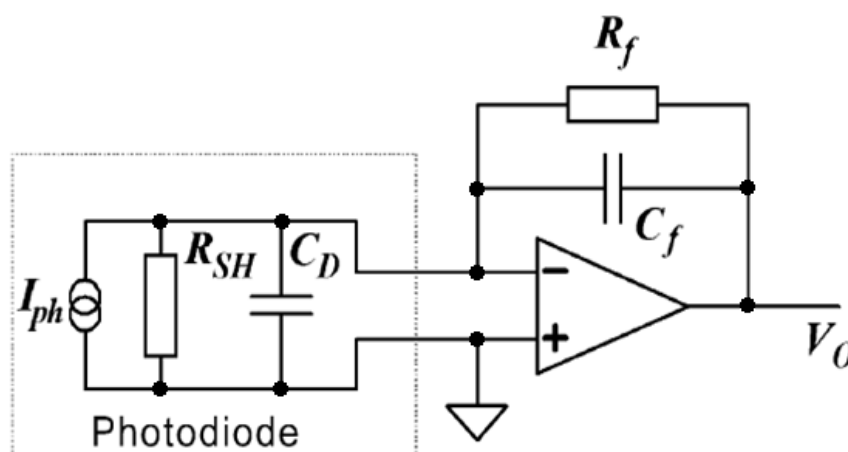 R_f
C_f
R_SH
C_D
I_ph
−
+
V_O
Photodiode